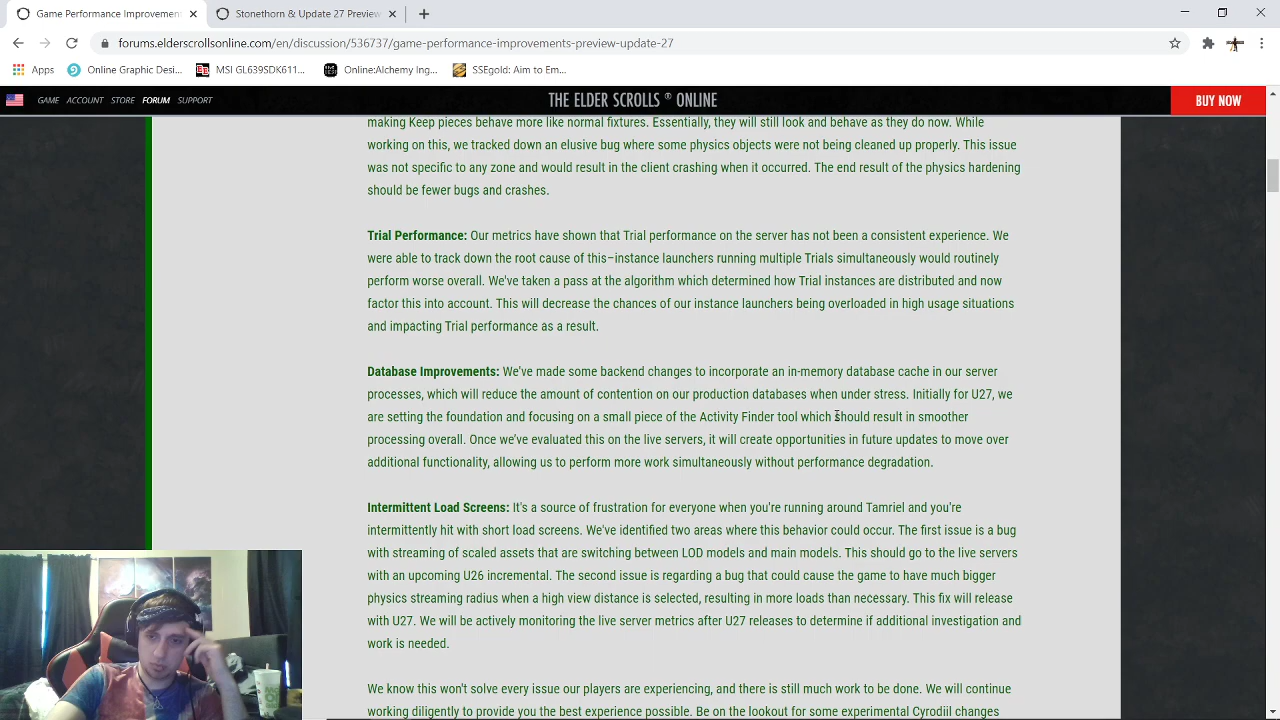 Game Performance Improvements
Stonethorn & Update 27 Preview
forums.elderscrollsonline.com/en/discussion/536737/game-performance-improvements-preview-update-27
Apps
Online Graphic Desi...
MSI GL639SDK611...
Online:Alchemy Ing...
SSEgold: Aim to Em...
GAME ACCOUNT STORE FORUM SUPPORT
THE ELDER SCROLLS ® ONLINE
BUY NOW
making Keep pieces behave more like normal fixtures. Essentially, they will still look and behave as they do now. While
working on this, we tracked down an elusive bug where some physics objects were not being cleaned up properly. This issue
was not specific to any zone and would result in the client crashing when it occurred. The end result of the physics hardening
should be fewer bugs and crashes.
Trial Performance: Our metrics have shown that Trial performance on the server has not been a consistent experience. We
were able to track down the root cause of this–instance launchers running multiple Trials simultaneously would routinely
perform worse overall. We've taken a pass at the algorithm which determined how Trial instances are distributed and now
factor this into account. This will decrease the chances of our instance launchers being overloaded in high usage situations
and impacting Trial performance as a result.
Database Improvements: We've made some backend changes to incorporate an in-memory database cache in our server
processes, which will reduce the amount of contention on our production databases when under stress. Initially for U27, we
are setting the foundation and focusing on a small piece of the Activity Finder tool which should result in smoother
processing overall. Once we've evaluated this on the live servers, it will create opportunities in future updates to move over
additional functionality, allowing us to perform more work simultaneously without performance degradation.
Intermittent Load Screens: It's a source of frustration for everyone when you're running around Tamriel and you're
intermittently hit with short load screens. We've identified two areas where this behavior could occur. The first issue is a bug
with streaming of scaled assets that are switching between LOD models and main models. This should go to the live servers
with an upcoming U26 incremental. The second issue is regarding a bug that could cause the game to have much bigger
physics streaming radius when a high view distance is selected, resulting in more loads than necessary. This fix will release
with U27. We will be actively monitoring the live server metrics after U27 releases to determine if additional investigation and
work is needed.
We know this won't solve every issue our players are experiencing, and there is still much work to be done. We will continue
working diligently to provide you the best experience possible. Be on the lookout for some experimental Cyrodiil changes